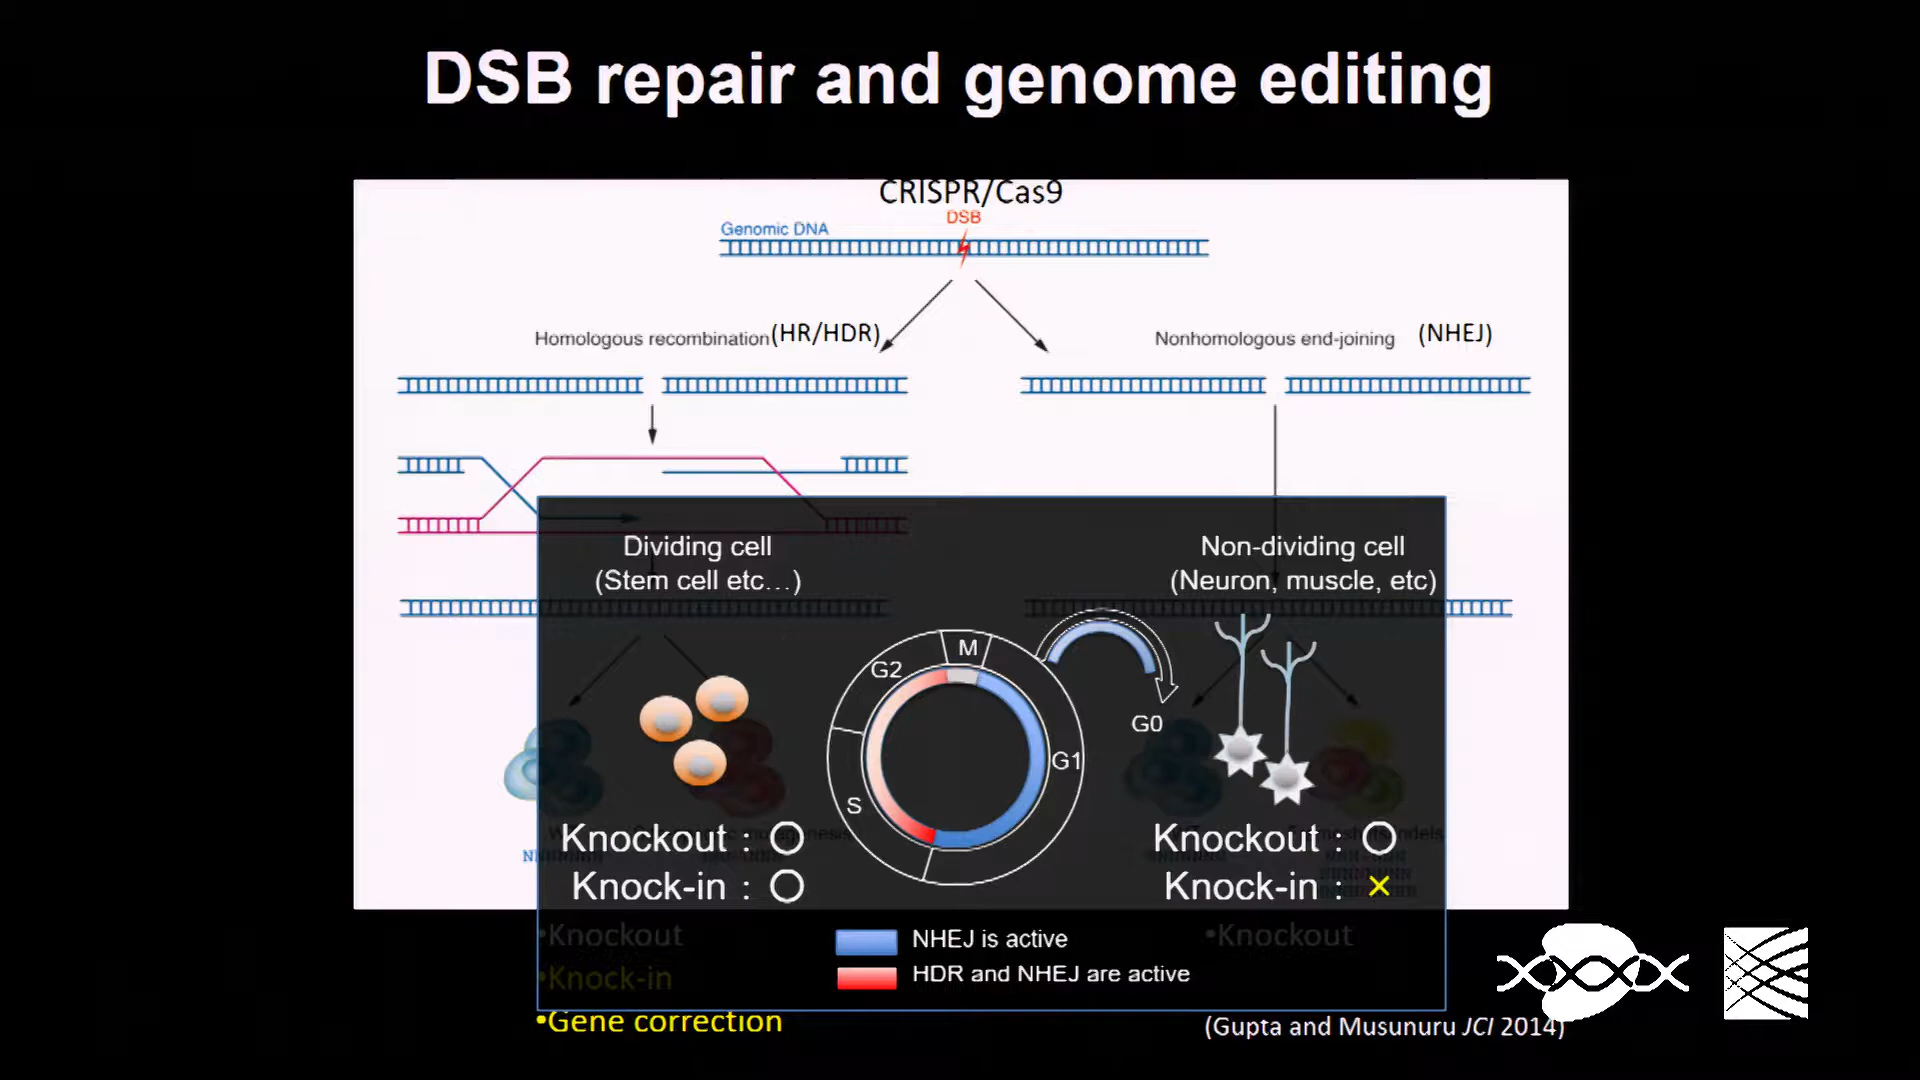 DSB repair and genome editing
CRISPR/Cas9
DSB
Genomic DNA
Homologous recombination (HR/HDR)
Nonhomologous end-joining (NHEJ)
Dividing cell
(Stem cell etc…)
Non-dividing cell
(Neuron, muscle, etc)
M
G2
G0
G1
S
Knockout : ○
Knock-in : ○
Knockout : ○
Knock-in : ×
NHEJ is active
HDR and NHEJ are active
•Knockout
•Knock-in
•Gene correction
•Knockout
(Gupta and Musunuru JCI 2014)